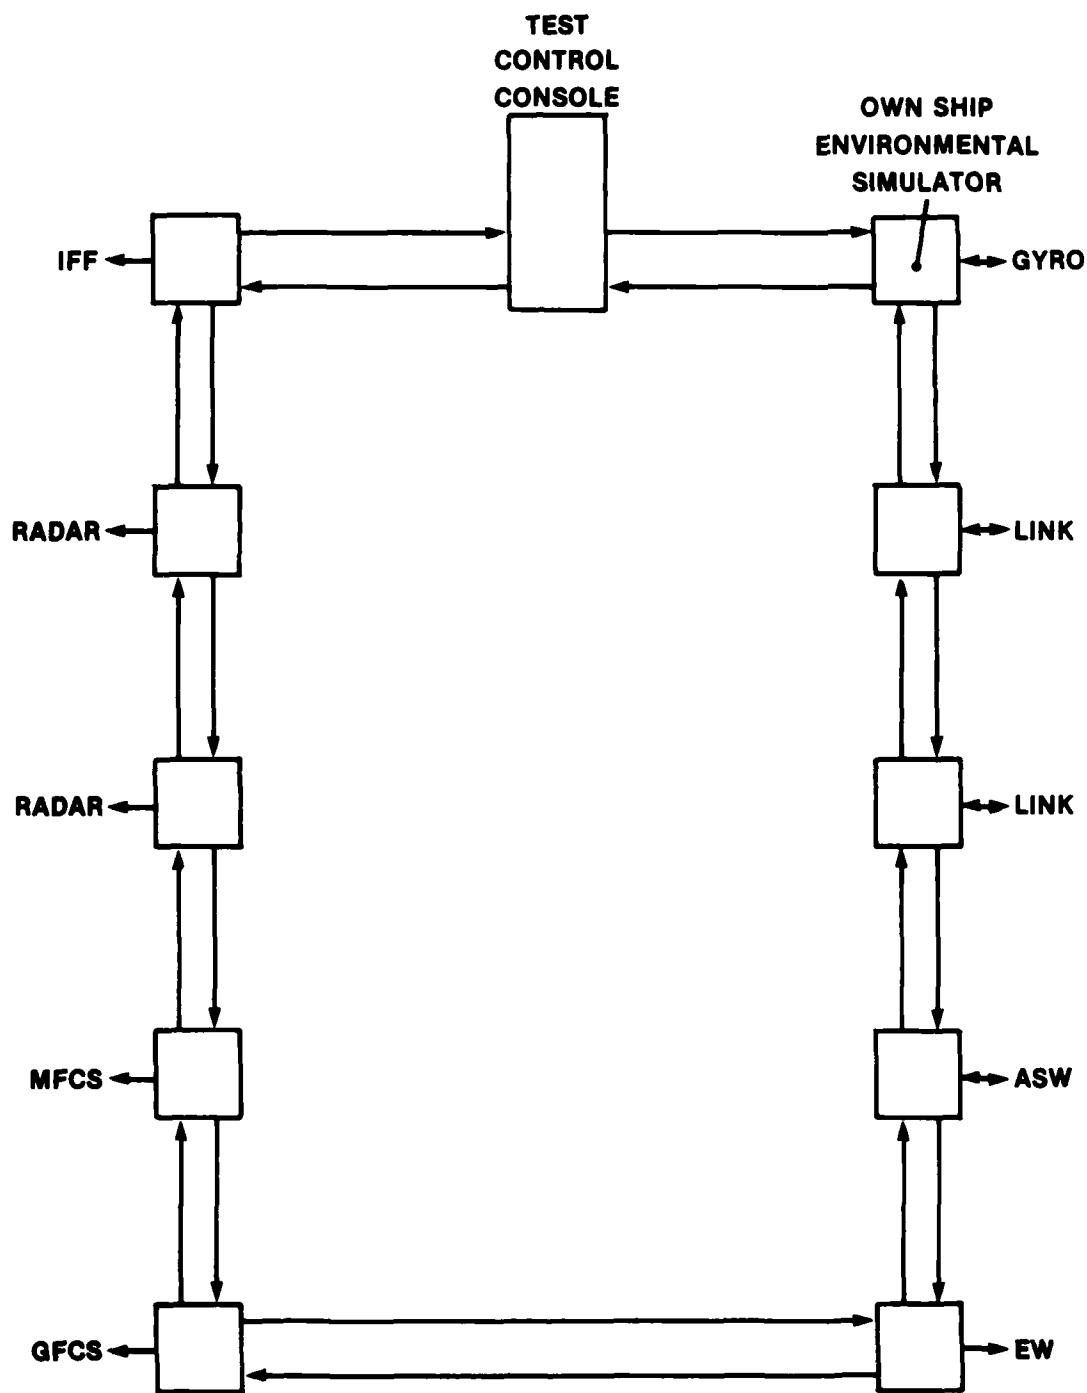 TEST
CONTROL
CONSOLE
OWN SHIP
ENVIRONMENTAL
SIMULATOR
IFF
GYRO
RADAR
LINK
RADAR
LINK
MFCS
ASW
GFCS
EW